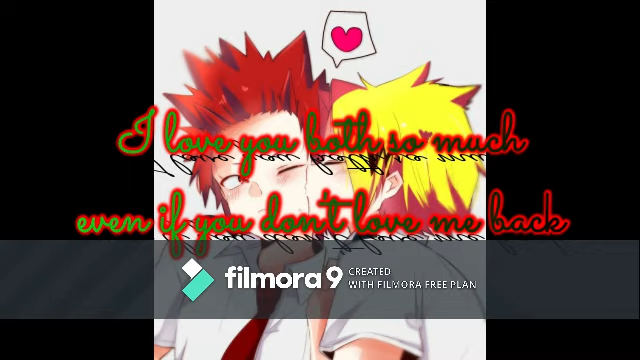 I love you both so much
even if you don't love me back
filmora 9 CREATED
WITH FILMORA FREE PLAN